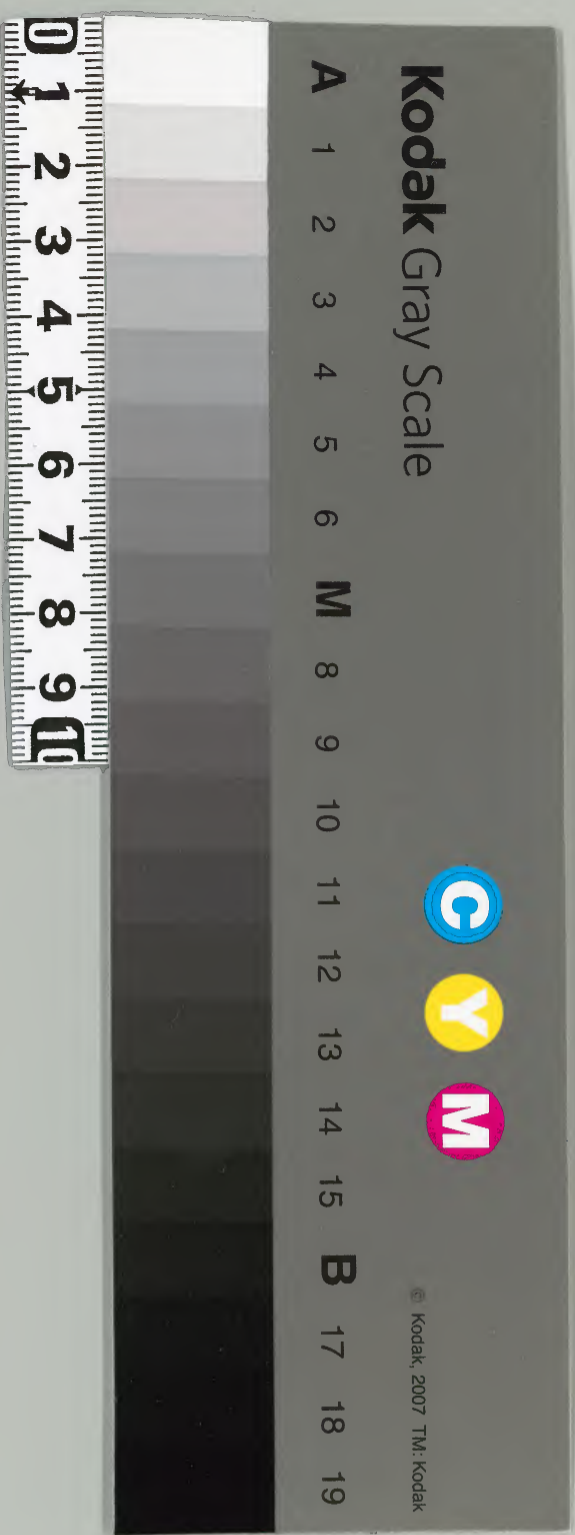 Kodak Gray Scale
C Y M
© Kodak, 2007 TM: Kodak
A 1 2 3 4 5 6 M 8 9 10 11 12 13 14 15 B 17 18 19
0 1 2 3 4 5 6 7 8 9 10